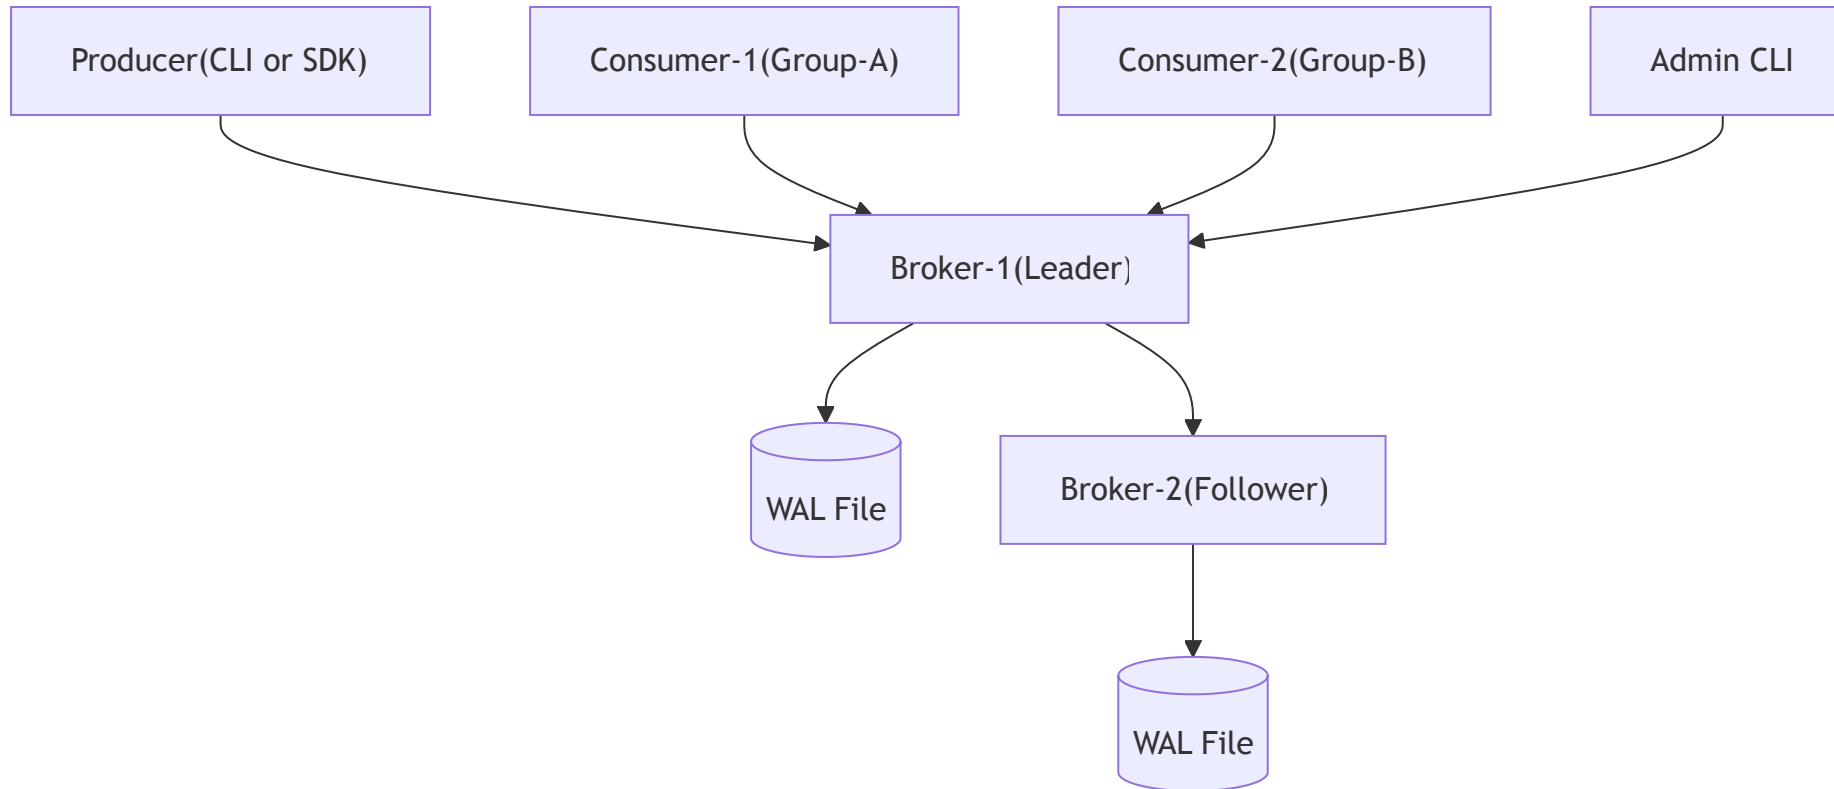 Producer(CLI or SDK)
Consumer-1(Group-A)
Consumer-2(Group-B)
Admin CLI
Broker-1(Leader)
WAL File
Broker-2(Follower)
WAL File